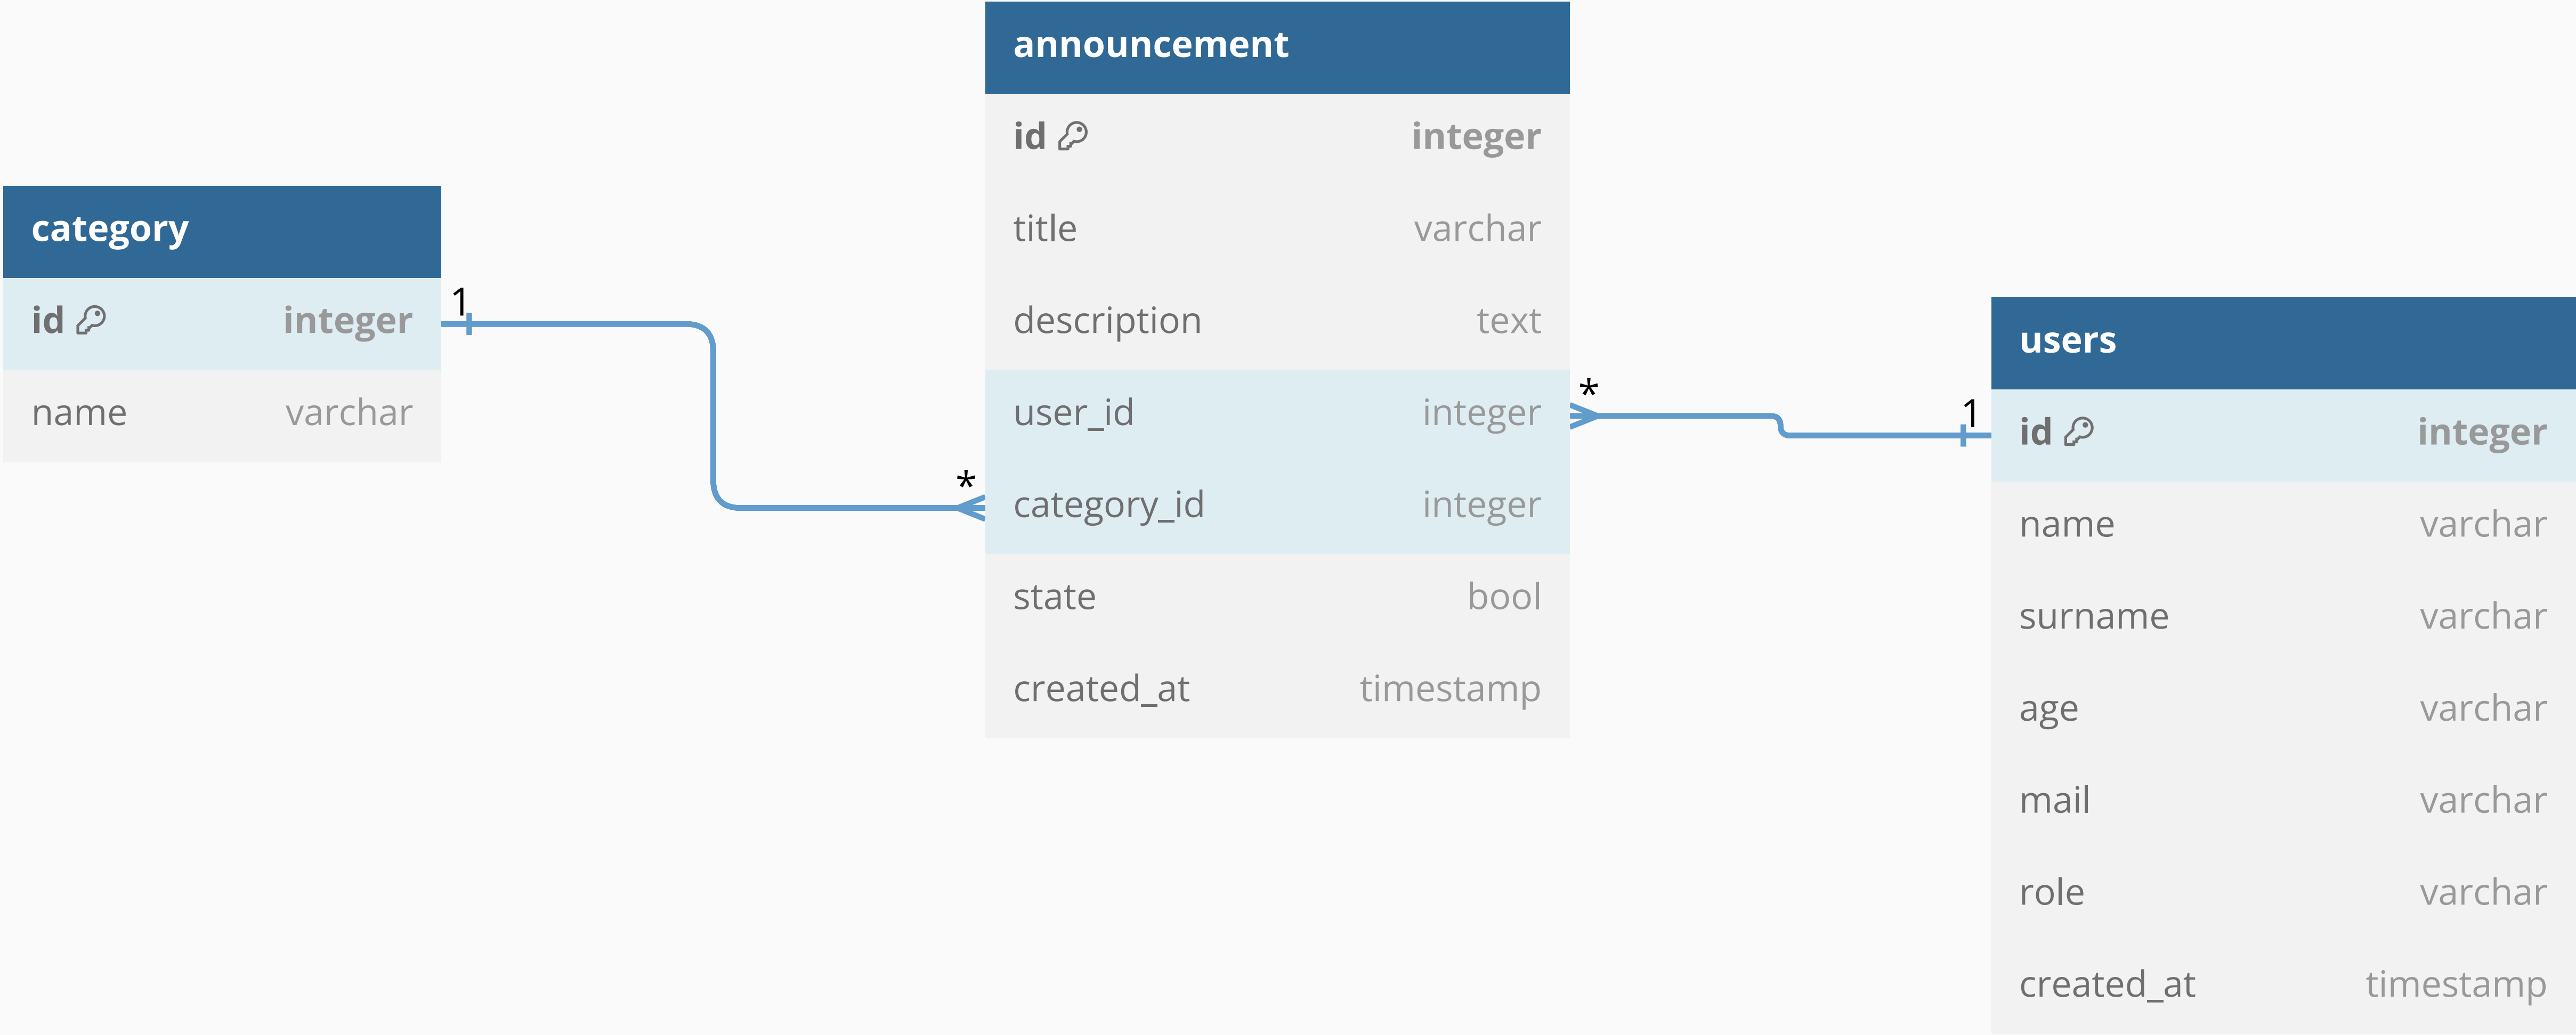 category
id integer
name varchar
1
*
announcement
id integer
title varchar
description text
user_id integer
category_id integer
state bool
created_at timestamp
*
1
users
id integer
name varchar
surname varchar
age varchar
mail varchar
role varchar
created_at timestamp